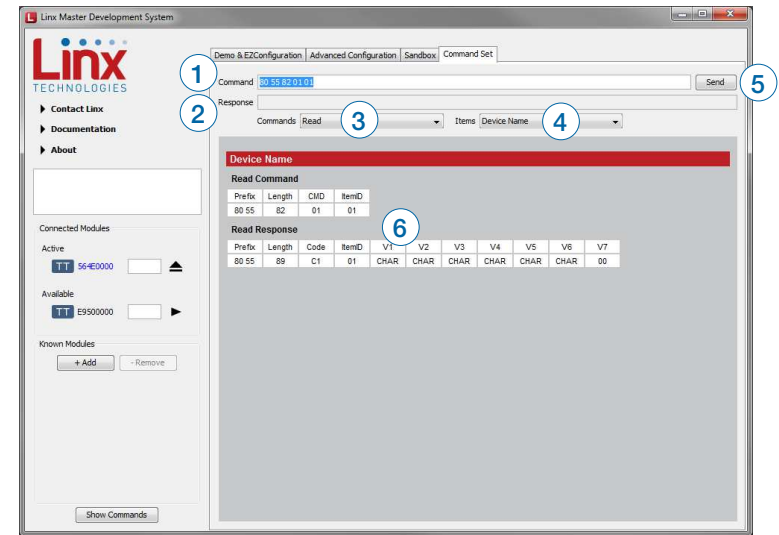 Linx Master Development System
Linx
TECHNOLOGIES
Contact Linx
Documentation
About
Connected Modules
Active
TT 564E0000
Available
TT E9500000
Known Modules
+ Add - Remove
Show Commands
Demo & EZConfiguration Advanced Configuration Sandbox Command Set
1 Command 80 55 82 01 01 Send 5
2 Response
Commands Read 3 Items Device Name 4
Device Name
Read Command
Prefix Length CMD ItemID
80 55 82 01 01
Read Response 6
Prefix Length Code ItemID V1 V2 V3 V4 V5 V6 V7
80 55 89 C1 01 CHAR CHAR CHAR CHAR CHAR CHAR 00